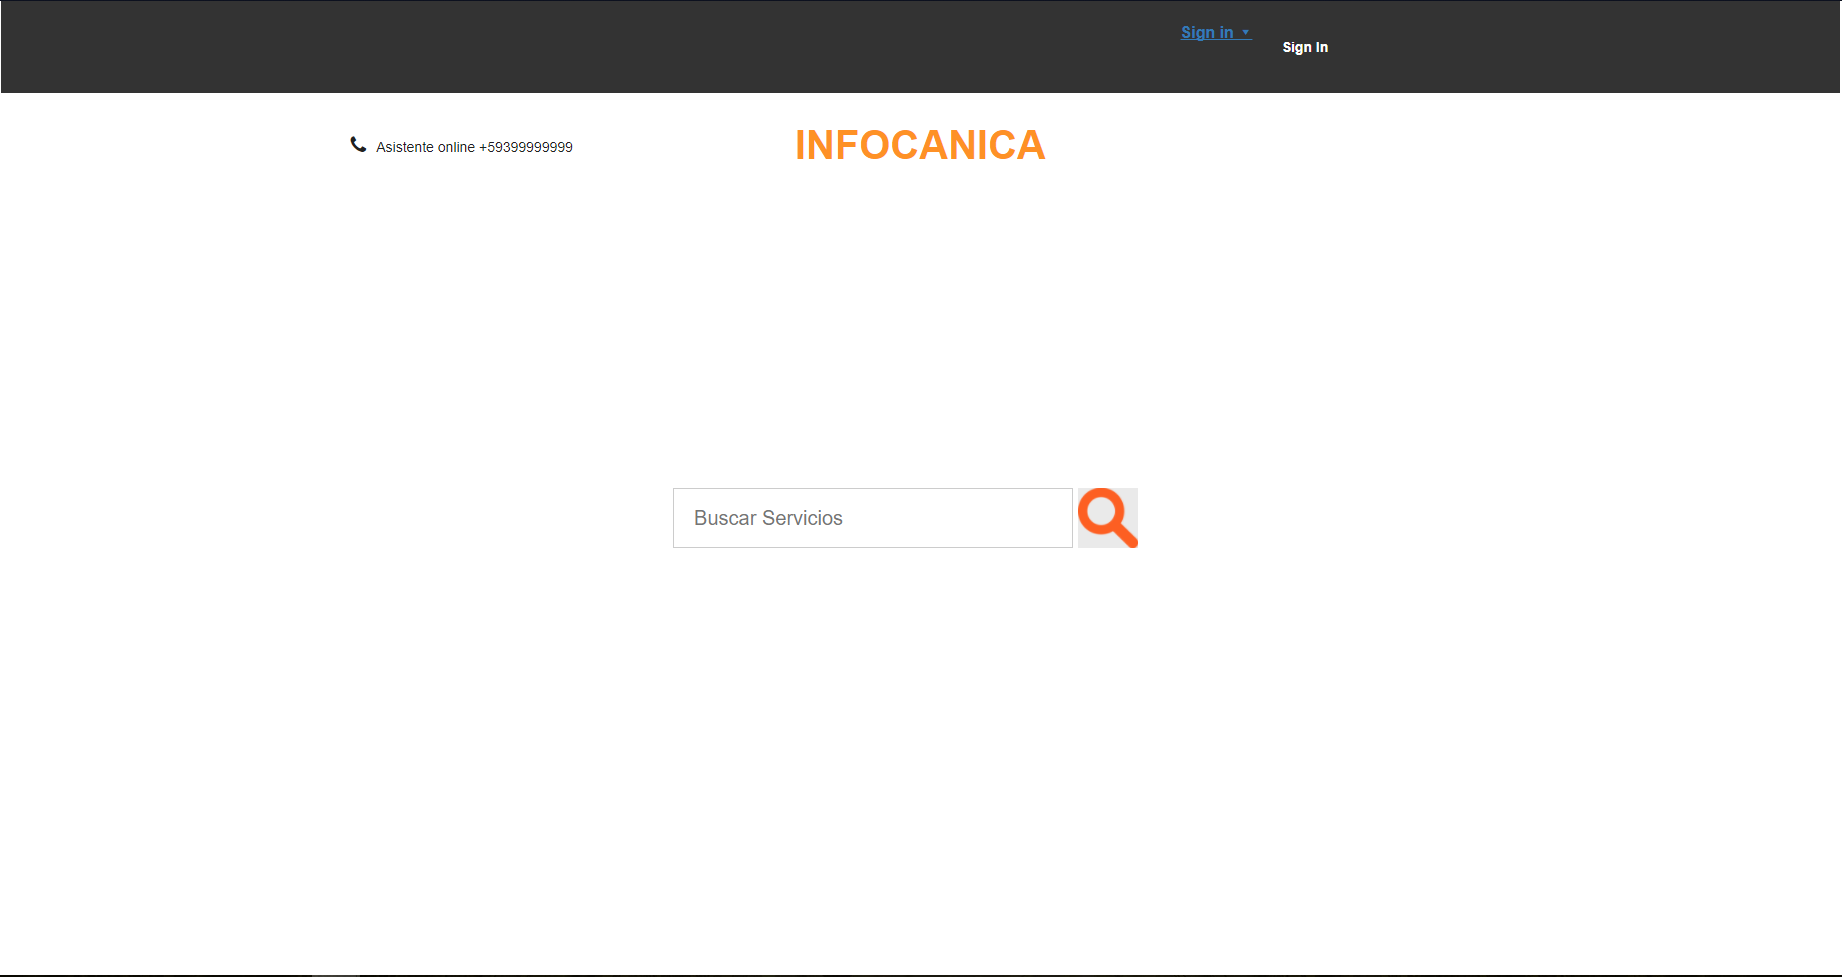 Sign in ▾
Sign In
Asistente online +59399999999
INFOCANICA
Buscar Servicios